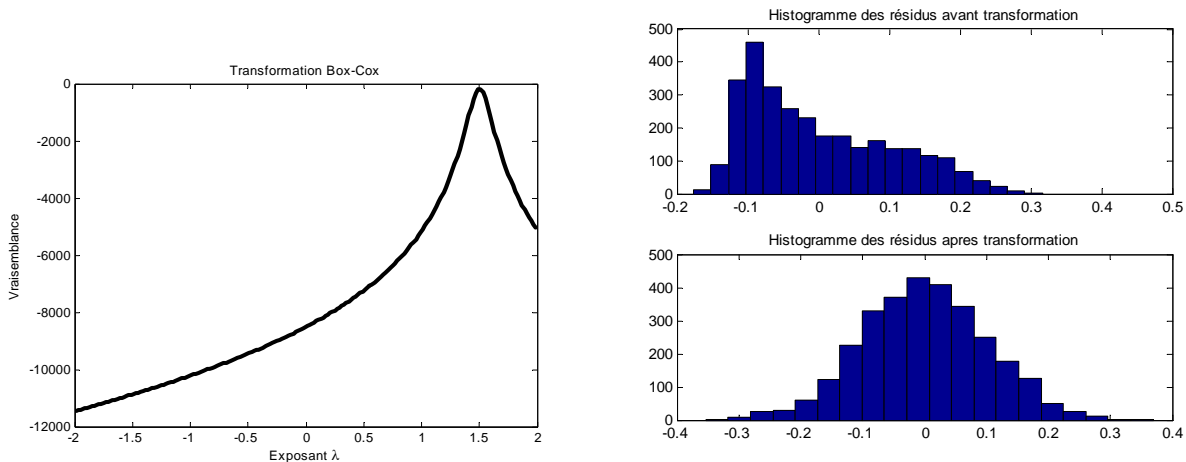 Transformation Box-Cox
0
-2000
-4000
-6000
-8000
-10000
-12000
Vraisemblance
-2 -1.5 -1 -0.5 0 0.5 1 1.5 2
Exposant λ
Histogramme des résidus avant transformation
500
400
300
200
100
0
-0.2 -0.1 0 0.1 0.2 0.3 0.4 0.5
Histogramme des résidus apres transformation
500
400
300
200
100
0
-0.4 -0.3 -0.2 -0.1 0 0.1 0.2 0.3 0.4